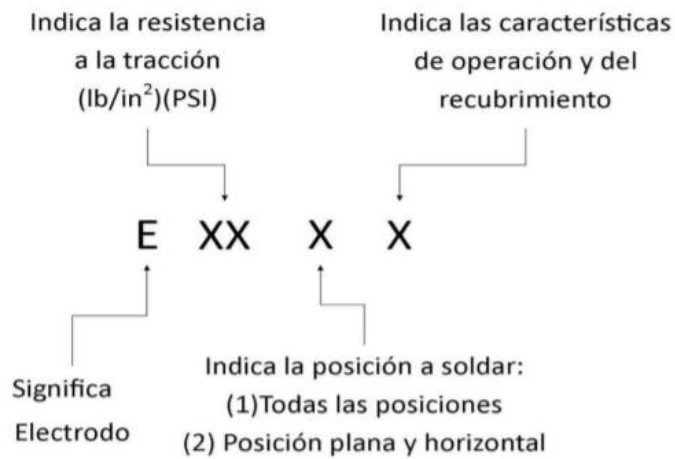 Indica la resistencia
a la tracción
(lb/in²)(PSI)
Indica las características
de operación y del
recubrimiento
E XX X X
Significa
Electrodo
Indica la posición a soldar:
(1)Todas las posiciones
(2) Posición plana y horizontal